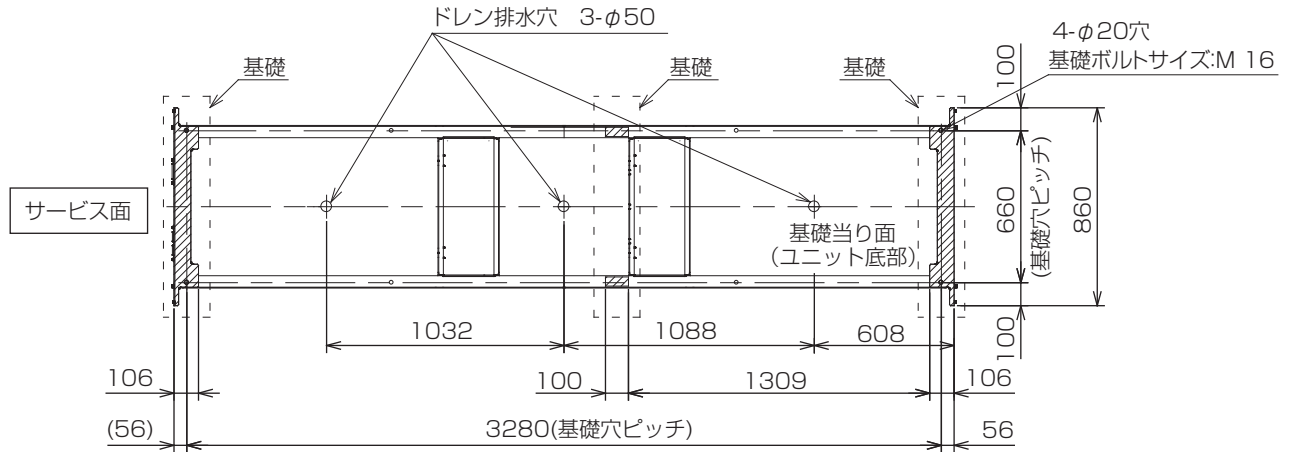 ドレン排水穴 3-φ50
4-φ20穴
基礎ボルトサイズ:M 16
基礎
基礎
基礎
100
サービス面
基礎当り面
(ユニット底部)
660
(基礎穴ピッチ)
860
100
1032
1088
608
106
100
1309
106
(56)
3280(基礎穴ピッチ)
56